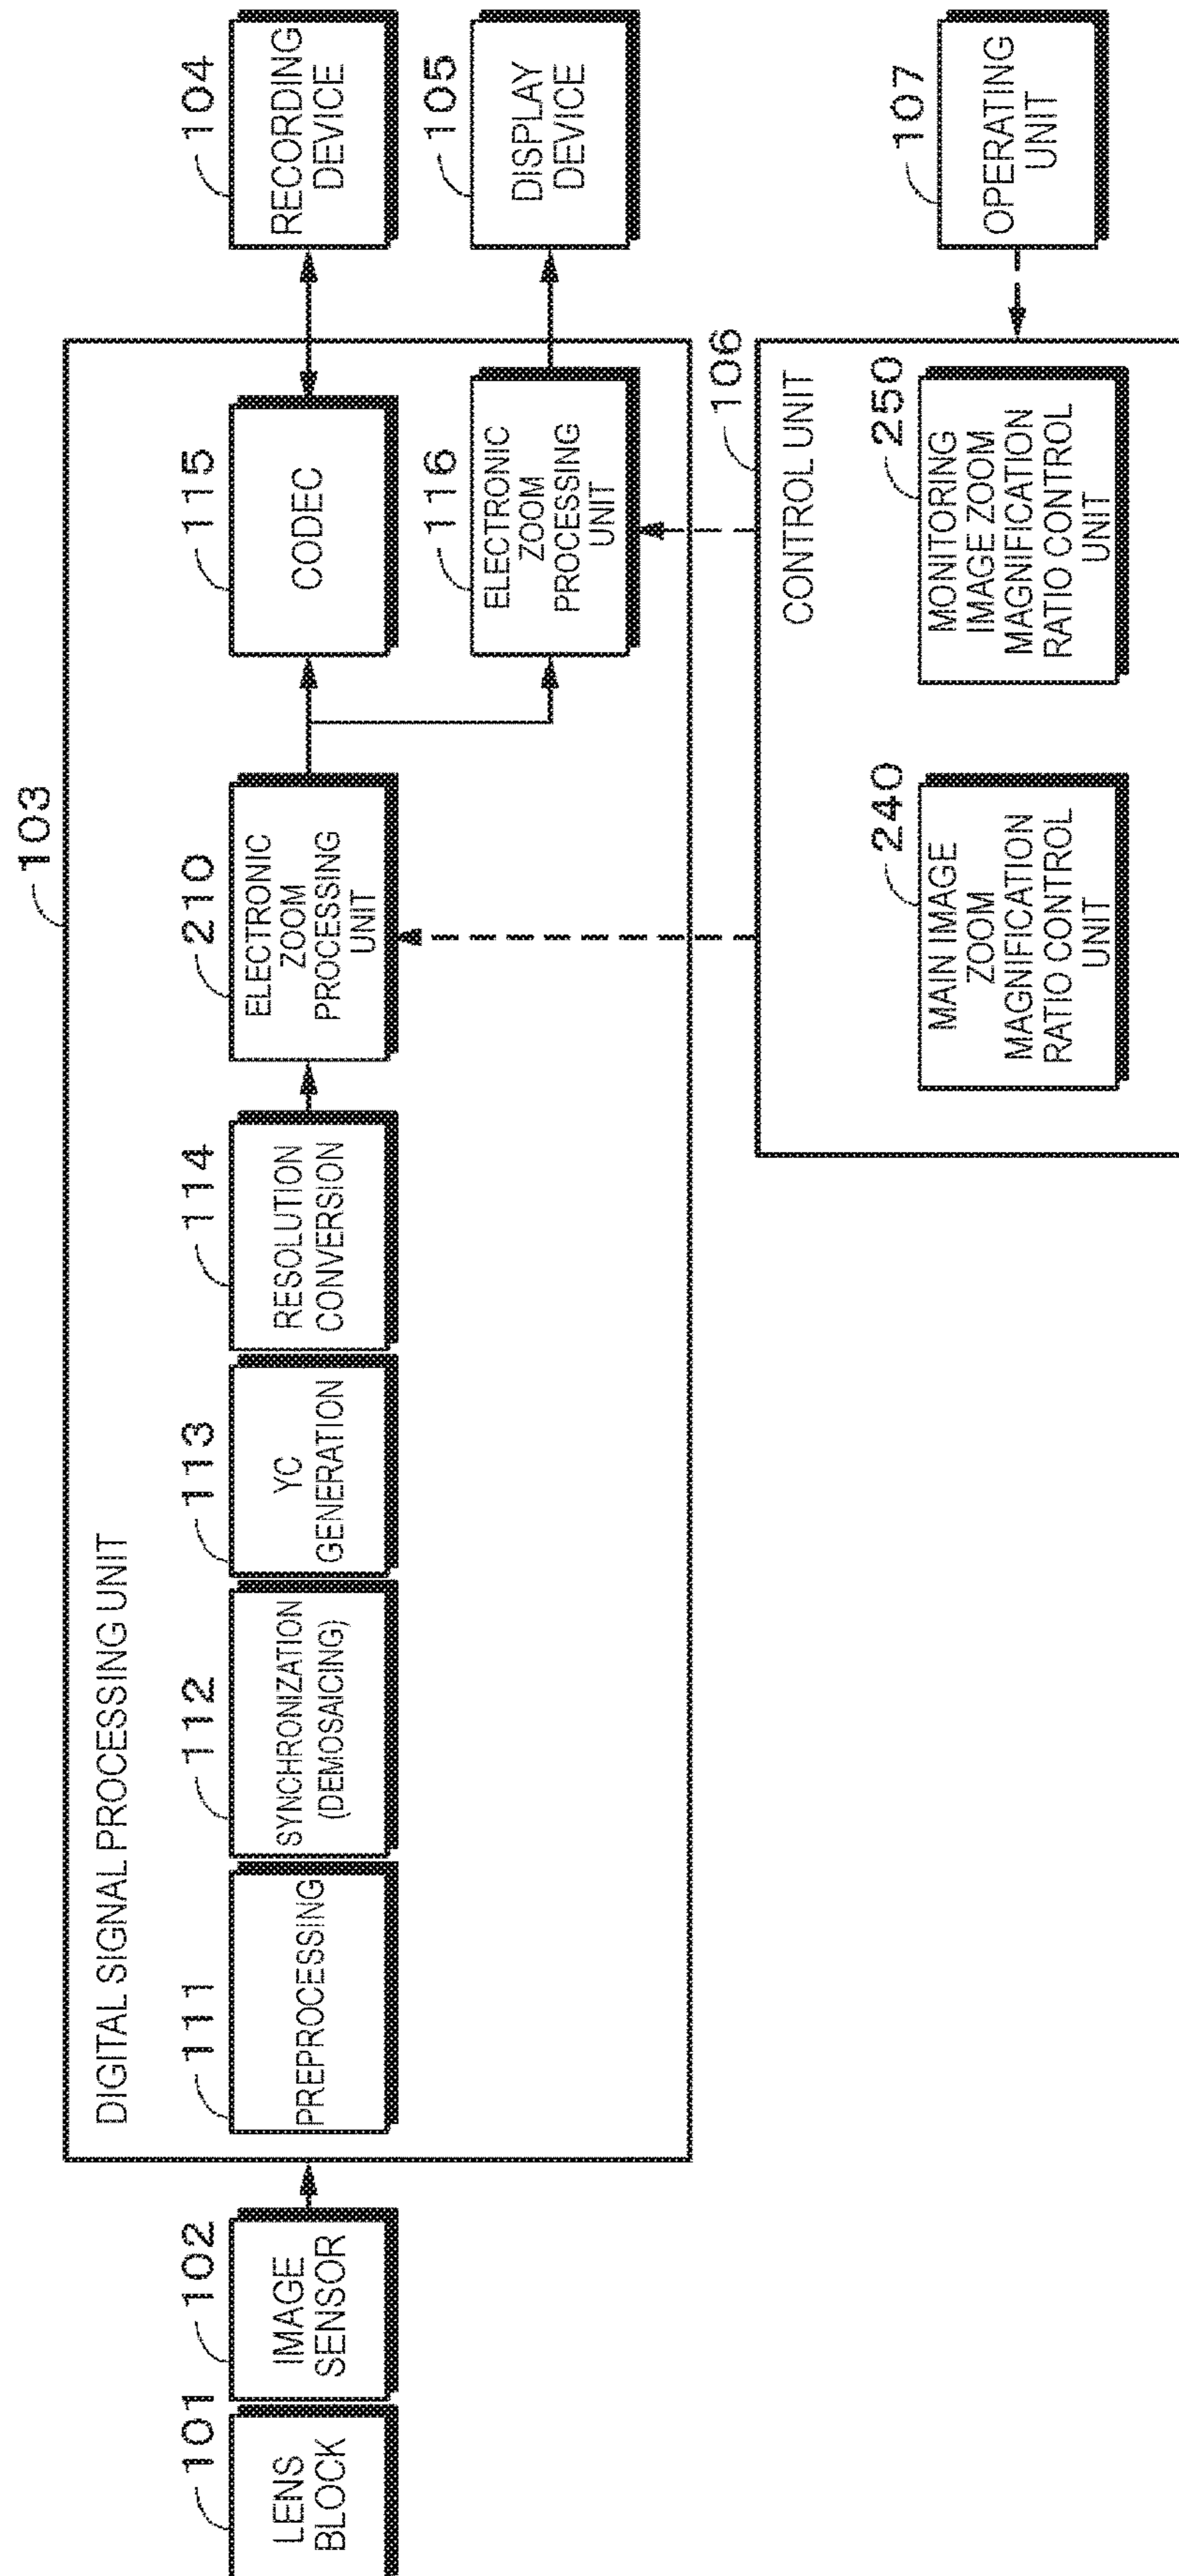 101
LENS
BLOCK
102
IMAGE
SENSOR
103
DIGITAL SIGNAL PROCESSING UNIT
111
PREPROCESSING
112
SYNCHRONIZATION
(DEMOSAICING)
113
YC
GENERATION
114
RESOLUTION
CONVERSION
210
ELECTRONIC
ZOOM
PROCESSING
UNIT
115
CODEC
116
ELECTRONIC
ZOOM
PROCESSING
UNIT
104
RECORDING
DEVICE
105
DISPLAY
DEVICE
106
CONTROL UNIT
240
MAIN IMAGE
ZOOM
MAGNIFICATION
RATIO CONTROL
UNIT
250
MONITORING
IMAGE ZOOM
MAGNIFICATION
RATIO CONTROL
UNIT
107
OPERATING
UNIT